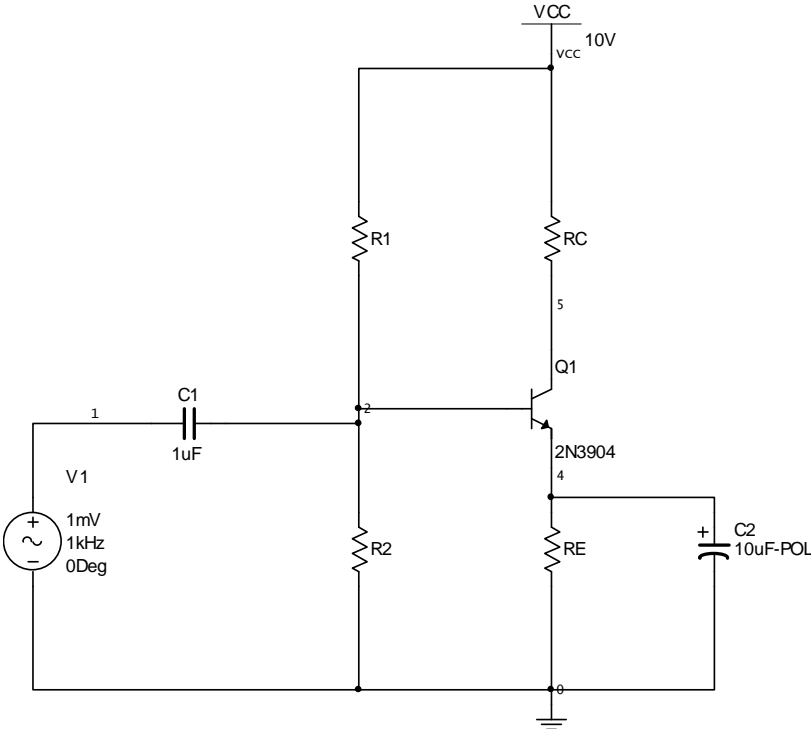 VCC
10V
VCC
R1
RC
5
Q1
C1
2
1
1uF
2N3904
4
V1
1mV
1kHz
0Deg
R2
RE
C2
10uF-POL
0